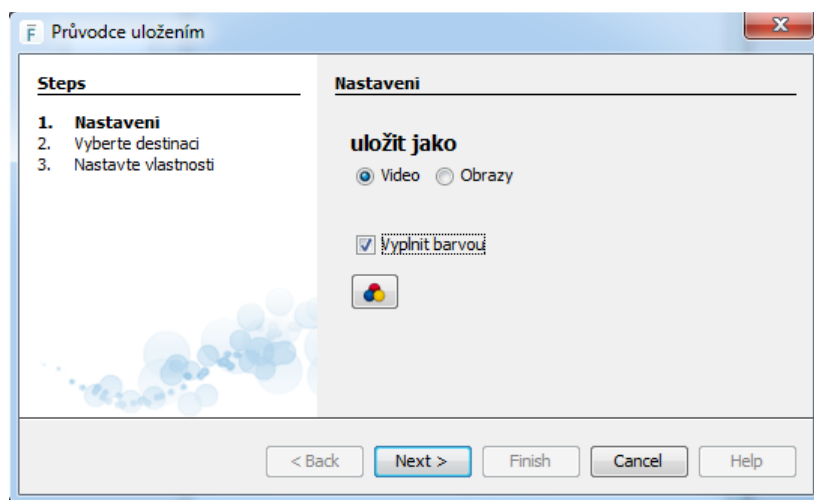 F Průvodce uložením
Steps
1. Nastaveni
2. Vyberte destinaci
3. Nastavte vlastnosti
Nastaveni
uložit jako
Video Obrazy
Vyplnit barvou
< Back Next > Finish Cancel Help